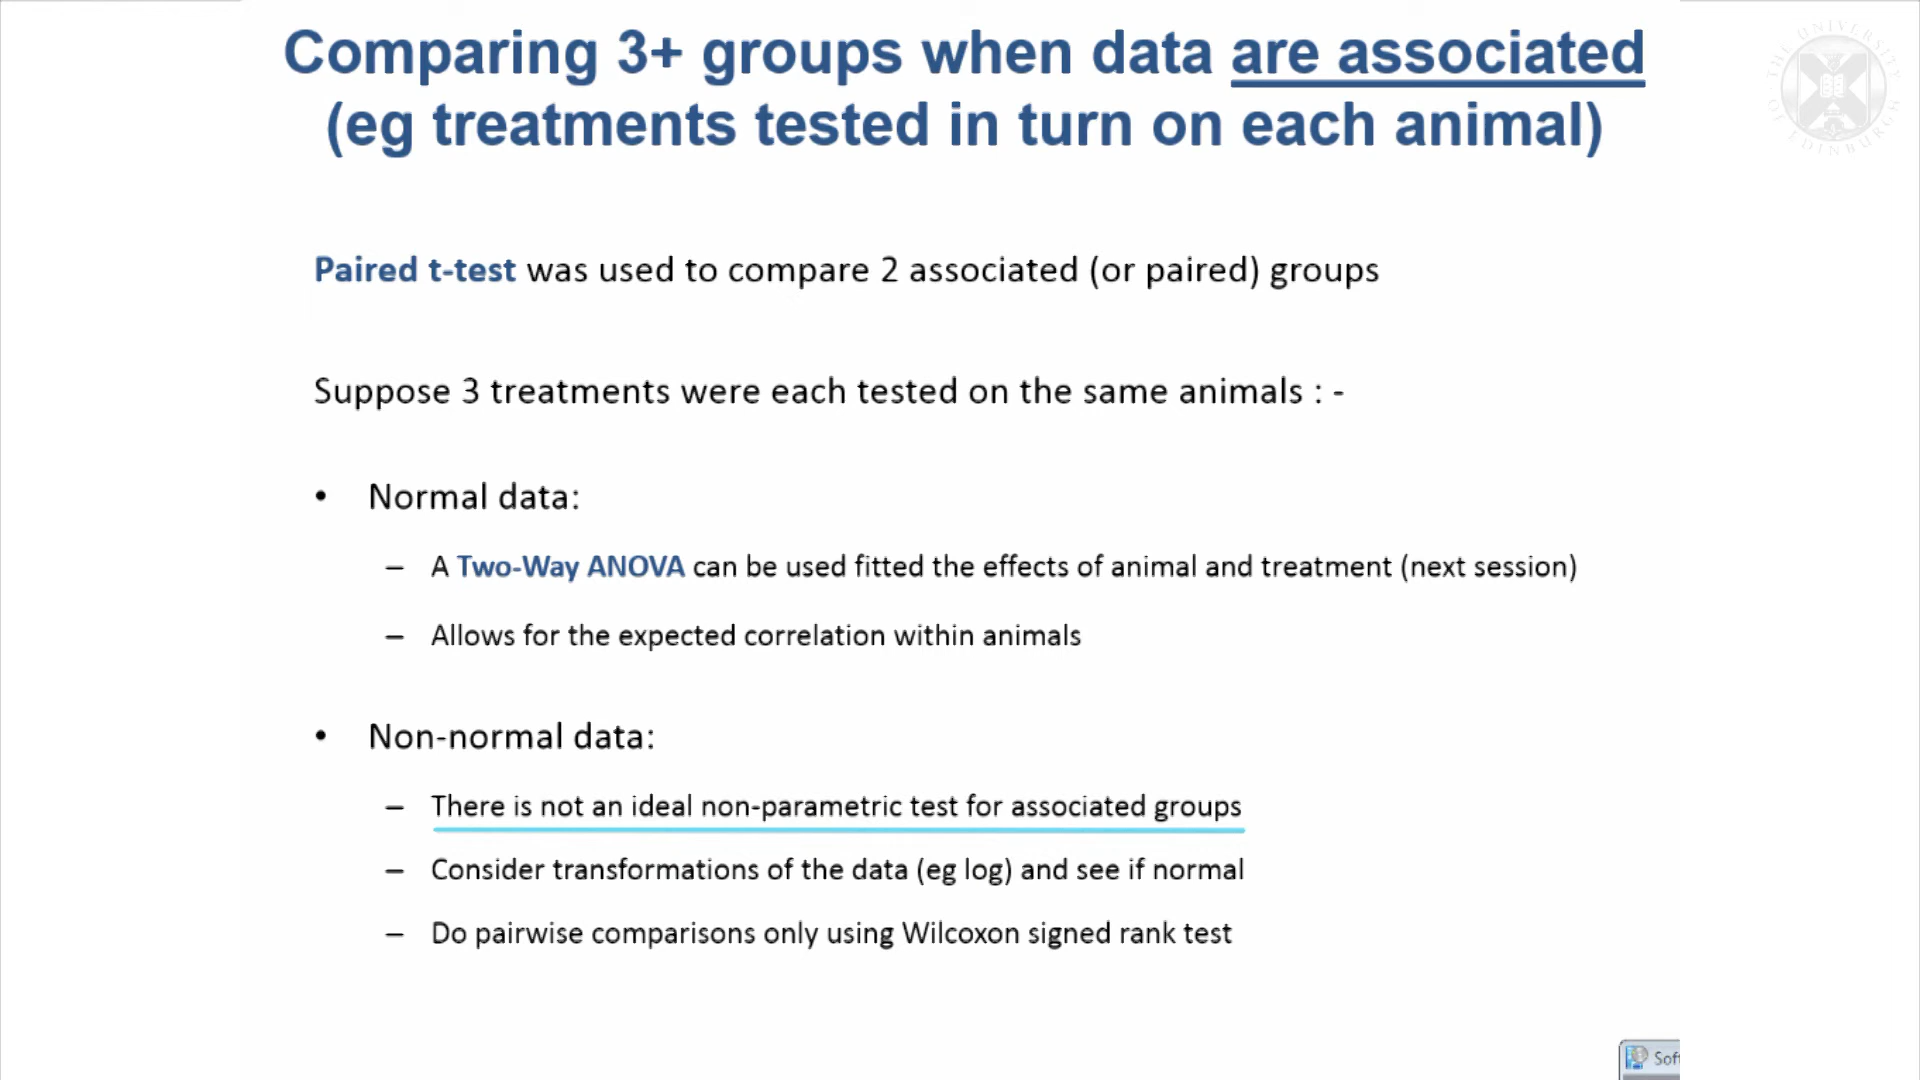 Comparing 3+ groups when data are associated
(eg treatments tested in turn on each animal)
THE UNIVERSITY OF EDINBURGH
Paired t-test was used to compare 2 associated (or paired) groups
Suppose 3 treatments were each tested on the same animals : -
• Normal data:
– A Two-Way ANOVA can be used fitted the effects of animal and treatment (next session)
– Allows for the expected correlation within animals
• Non-normal data:
– There is not an ideal non-parametric test for associated groups
– Consider transformations of the data (eg log) and see if normal
– Do pairwise comparisons only using Wilcoxon signed rank test